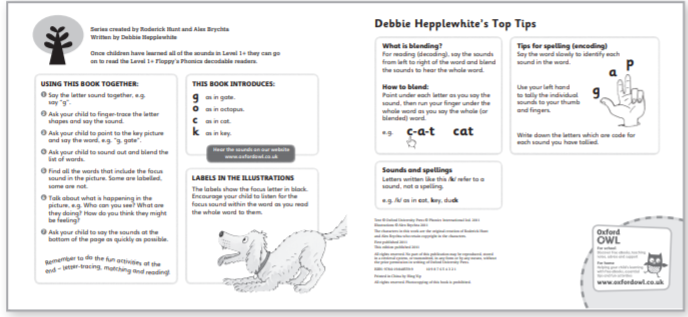 Series created by Roderick Hunt and Alex Brychta
Written by Debbie Hepplewhite
Once children have learned all of the sounds in Level 1+ they can go
on to read the Level 1+ Floppy's Phonics decodable readers.
USING THIS BOOK TOGETHER:
1 Say the letter sound together, e.g.
say "g".
2 Ask your child to finger-trace the letter
shapes and say the sound.
3 Ask your child to point to the key picture
and say the word, e.g. "g, gate".
4 Ask your child to sound out and blend the
list of words.
5 Find all the words that include the focus
sound in the picture. Some are labelled,
some are not.
6 Talk about what is happening in the
picture, e.g. Who can you see? What are
they doing? How do you think they might
be feeling?
7 Ask your child to say the sounds at the
bottom of the page as quickly as possible.
Remember to do the fun activities at the
end – letter-tracing, matching and reading!
THIS BOOK INTRODUCES:
g as in gate.
o as in octopus.
c as in cat.
k as in key.
Hear the sounds on our website
www.oxfordowl.co.uk
LABELS IN THE ILLUSTRATIONS
The labels show the focus letter in black.
Encourage your child to listen for the
focus sound within the word as you read
the whole word to them.
Debbie Hepplewhite's Top Tips
What is blending?
For reading (decoding), say the sounds
from left to right of the word and blend
the sounds to hear the whole word.
How to blend:
Point under each letter as you say the
sound, then run your finger under the
whole word as you say the whole (or
blended) word.
e.g. c-a-t cat
Tips for spelling (encoding)
Say the word slowly to identify each
sound in the word.
Use your left hand
to tally the individual
sounds to your thumb
and fingers.
g a p
Write down the letters which are code for
each sound you have tallied.
Sounds and spellings
Letters written like this /k/ refer to a
sound, not a spelling.
e.g. /k/ as in cat, key, duck
Oxford
OWL
For school
For home
www.oxfordowl.co.uk